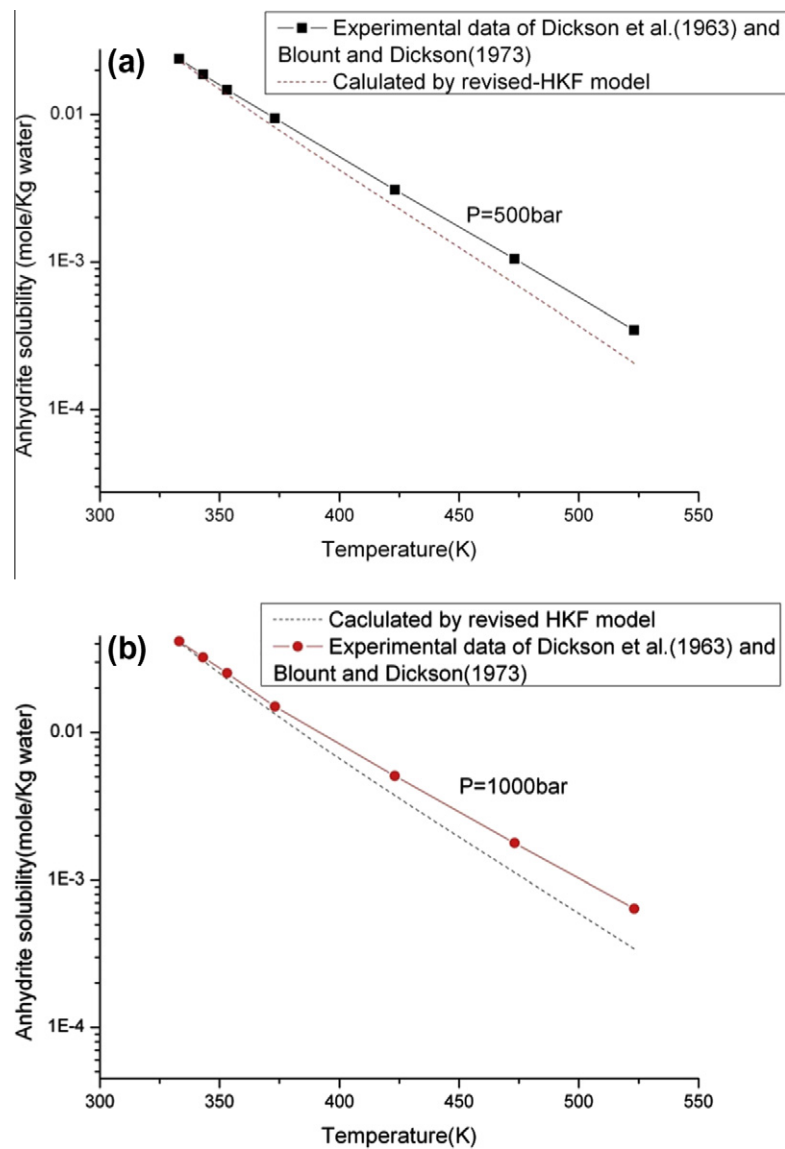 (a)
Experimental data of Dickson et al.(1963) and
Blount and Dickson(1973)
Calulated by revised-HKF model
P=500bar
Anhydrite solubility (mole/Kg water)
0.01
1E-3
1E-4
300 350 400 450 500 550
Temperature(K)
(b)
Caclulated by revised HKF model
Experimental data of Dickson et al.(1963) and
Blount and Dickson(1973)
P=1000bar
Anhydrite solubility(mole/Kg water)
0.01
1E-3
1E-4
300 350 400 450 500 550
Temperature(K)